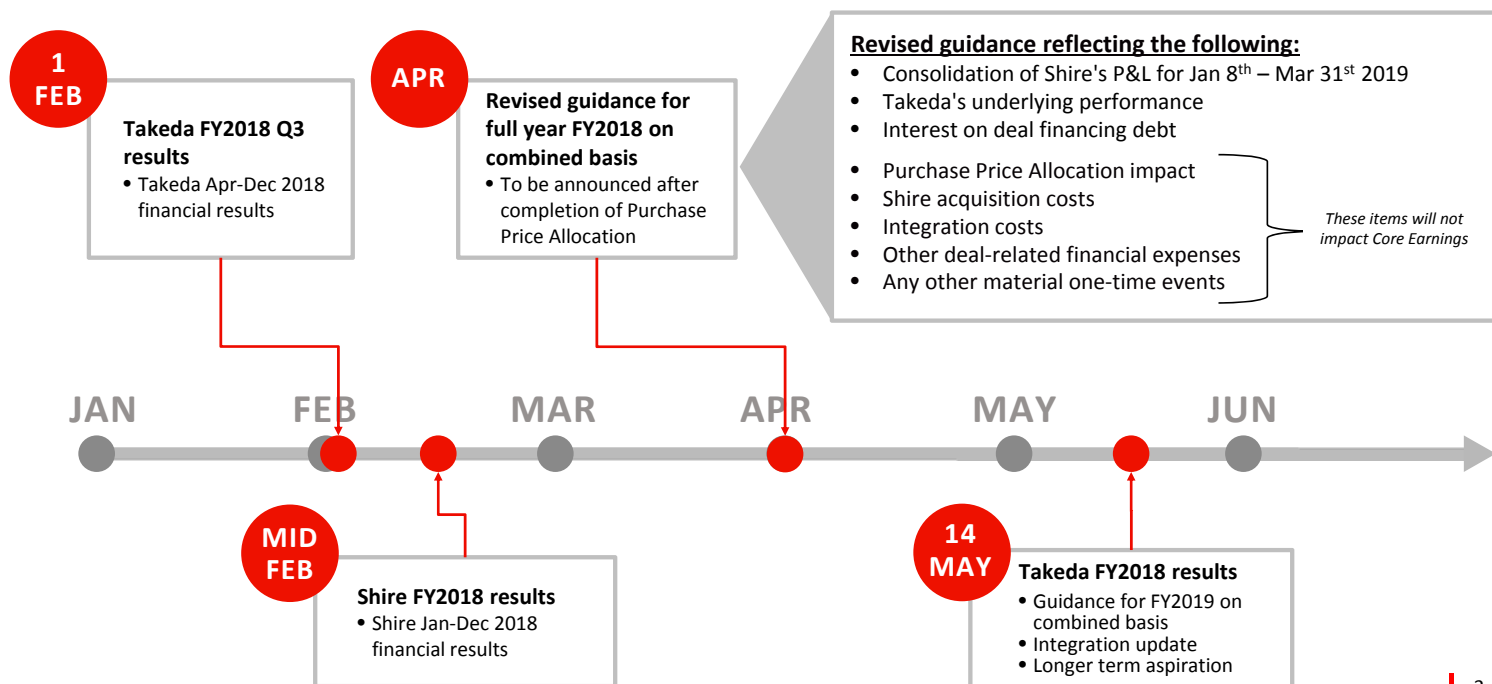 1
FEB
Takeda FY2018 Q3
results
• Takeda Apr-Dec 2018
financial results
APR
Revised guidance for
full year FY2018 on
combined basis
• To be announced after
completion of Purchase
Price Allocation
Revised guidance reflecting the following:
• Consolidation of Shire's P&L for Jan 8th – Mar 31st 2019
• Takeda's underlying performance
• Interest on deal financing debt
• Purchase Price Allocation impact
• Shire acquisition costs
• Integration costs
• Other deal-related financial expenses
• Any other material one-time events
These items will not
impact Core Earnings
JAN
FEB
MAR
APR
MAY
JUN
MID
FEB
Shire FY2018 results
• Shire Jan-Dec 2018
financial results
14
MAY
Takeda FY2018 results
• Guidance for FY2019 on
combined basis
• Integration update
• Longer term aspiration